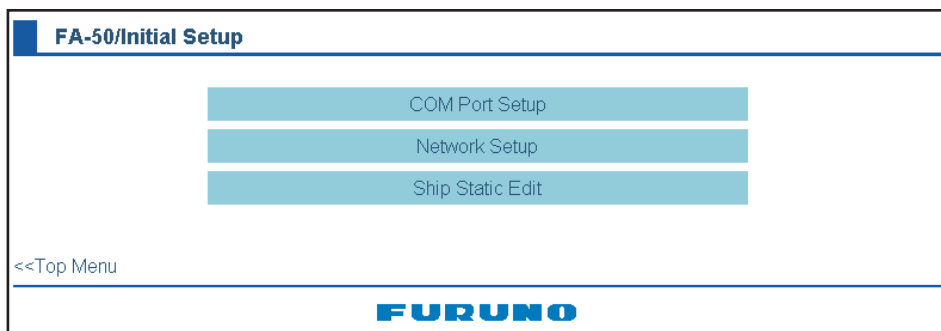 FA-50/Initial Setup
COM Port Setup
Network Setup
Ship Static Edit
<<Top Menu
FURUNO